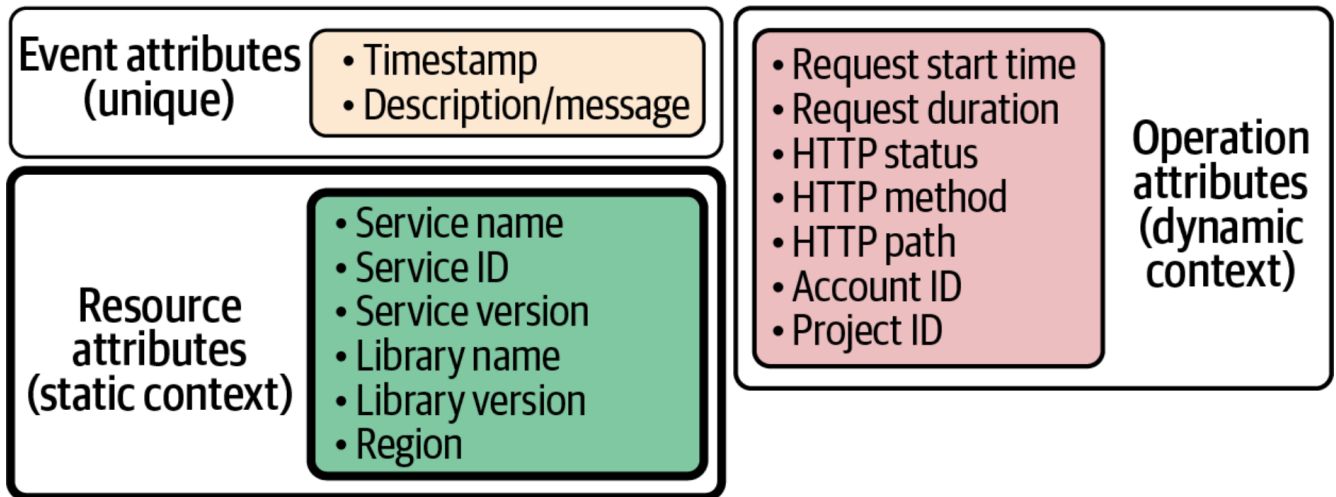 Event attributes
(unique)
• Timestamp
• Description/message
Resource
attributes
(static context)
• Service name
• Service ID
• Service version
• Library name
• Library version
• Region
• Request start time
• Request duration
• HTTP status
• HTTP method
• HTTP path
• Account ID
• Project ID
Operation
attributes
(dynamic
context)